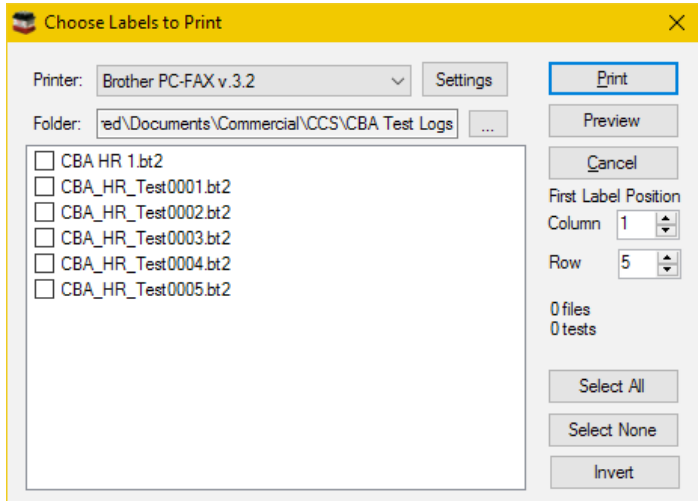 Choose Labels to Print
Printer: Brother PC-FAX v.3.2 Settings
Folder: red\Documents\Commercial\CCS\CBA Test Logs ...
CBA HR 1.bt2
CBA_HR_Test0001.bt2
CBA_HR_Test0002.bt2
CBA_HR_Test0003.bt2
CBA_HR_Test0004.bt2
CBA_HR_Test0005.bt2
Print
Preview
Cancel
First Label Position
Column 1
Row 5
0 files
0 tests
Select All
Select None
Invert